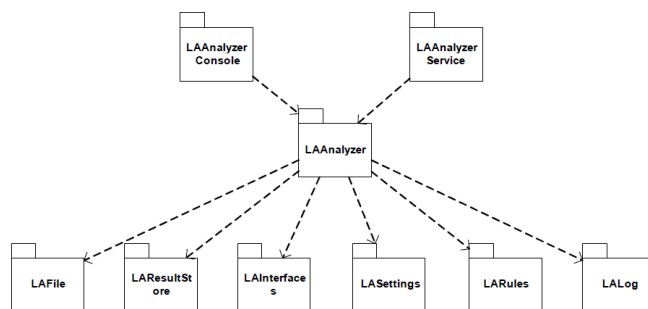 LAAnalyzer
Console
LAAnalyzer
Service
LAAnalyzer
LAFile
LAResultSt
ore
LAInterface
s
LASettings
LARules
LALog